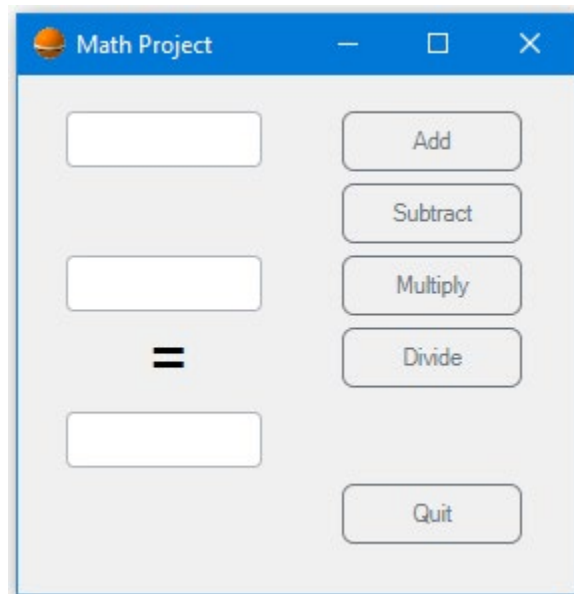 Math Project
Add
Subtract
Multiply
Divide
=
Quit